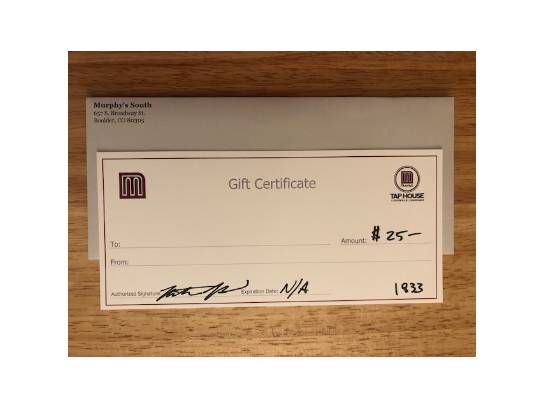 Murphy's South
657 S. Broadway St.
Boulder, CO 80305
M
Gift Certificate
M
TAP HOUSE
To:
Amount: $25—
From:
Authorized Signature: Expiration Date: N/A 1933